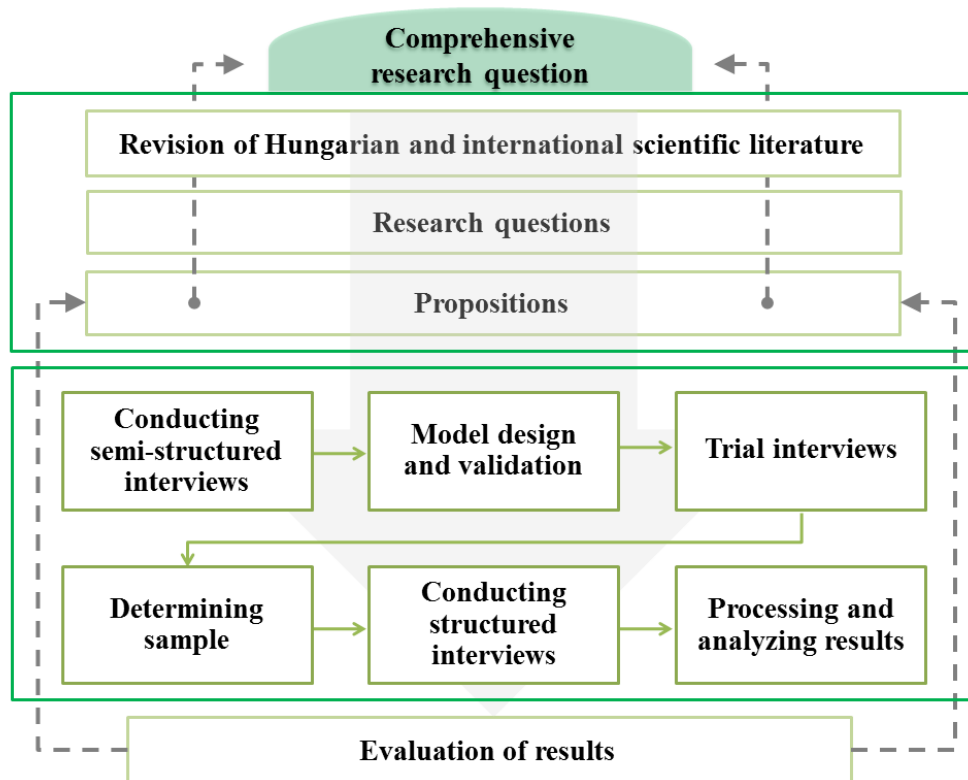 Comprehensive
research question
Revision of Hungarian and international scientific literature
Research questions
Propositions
Conducting
semi-structured
interviews
Model design
and validation
Trial interviews
Determining
sample
Conducting
structured
interviews
Processing and
analyzing results
Evaluation of results